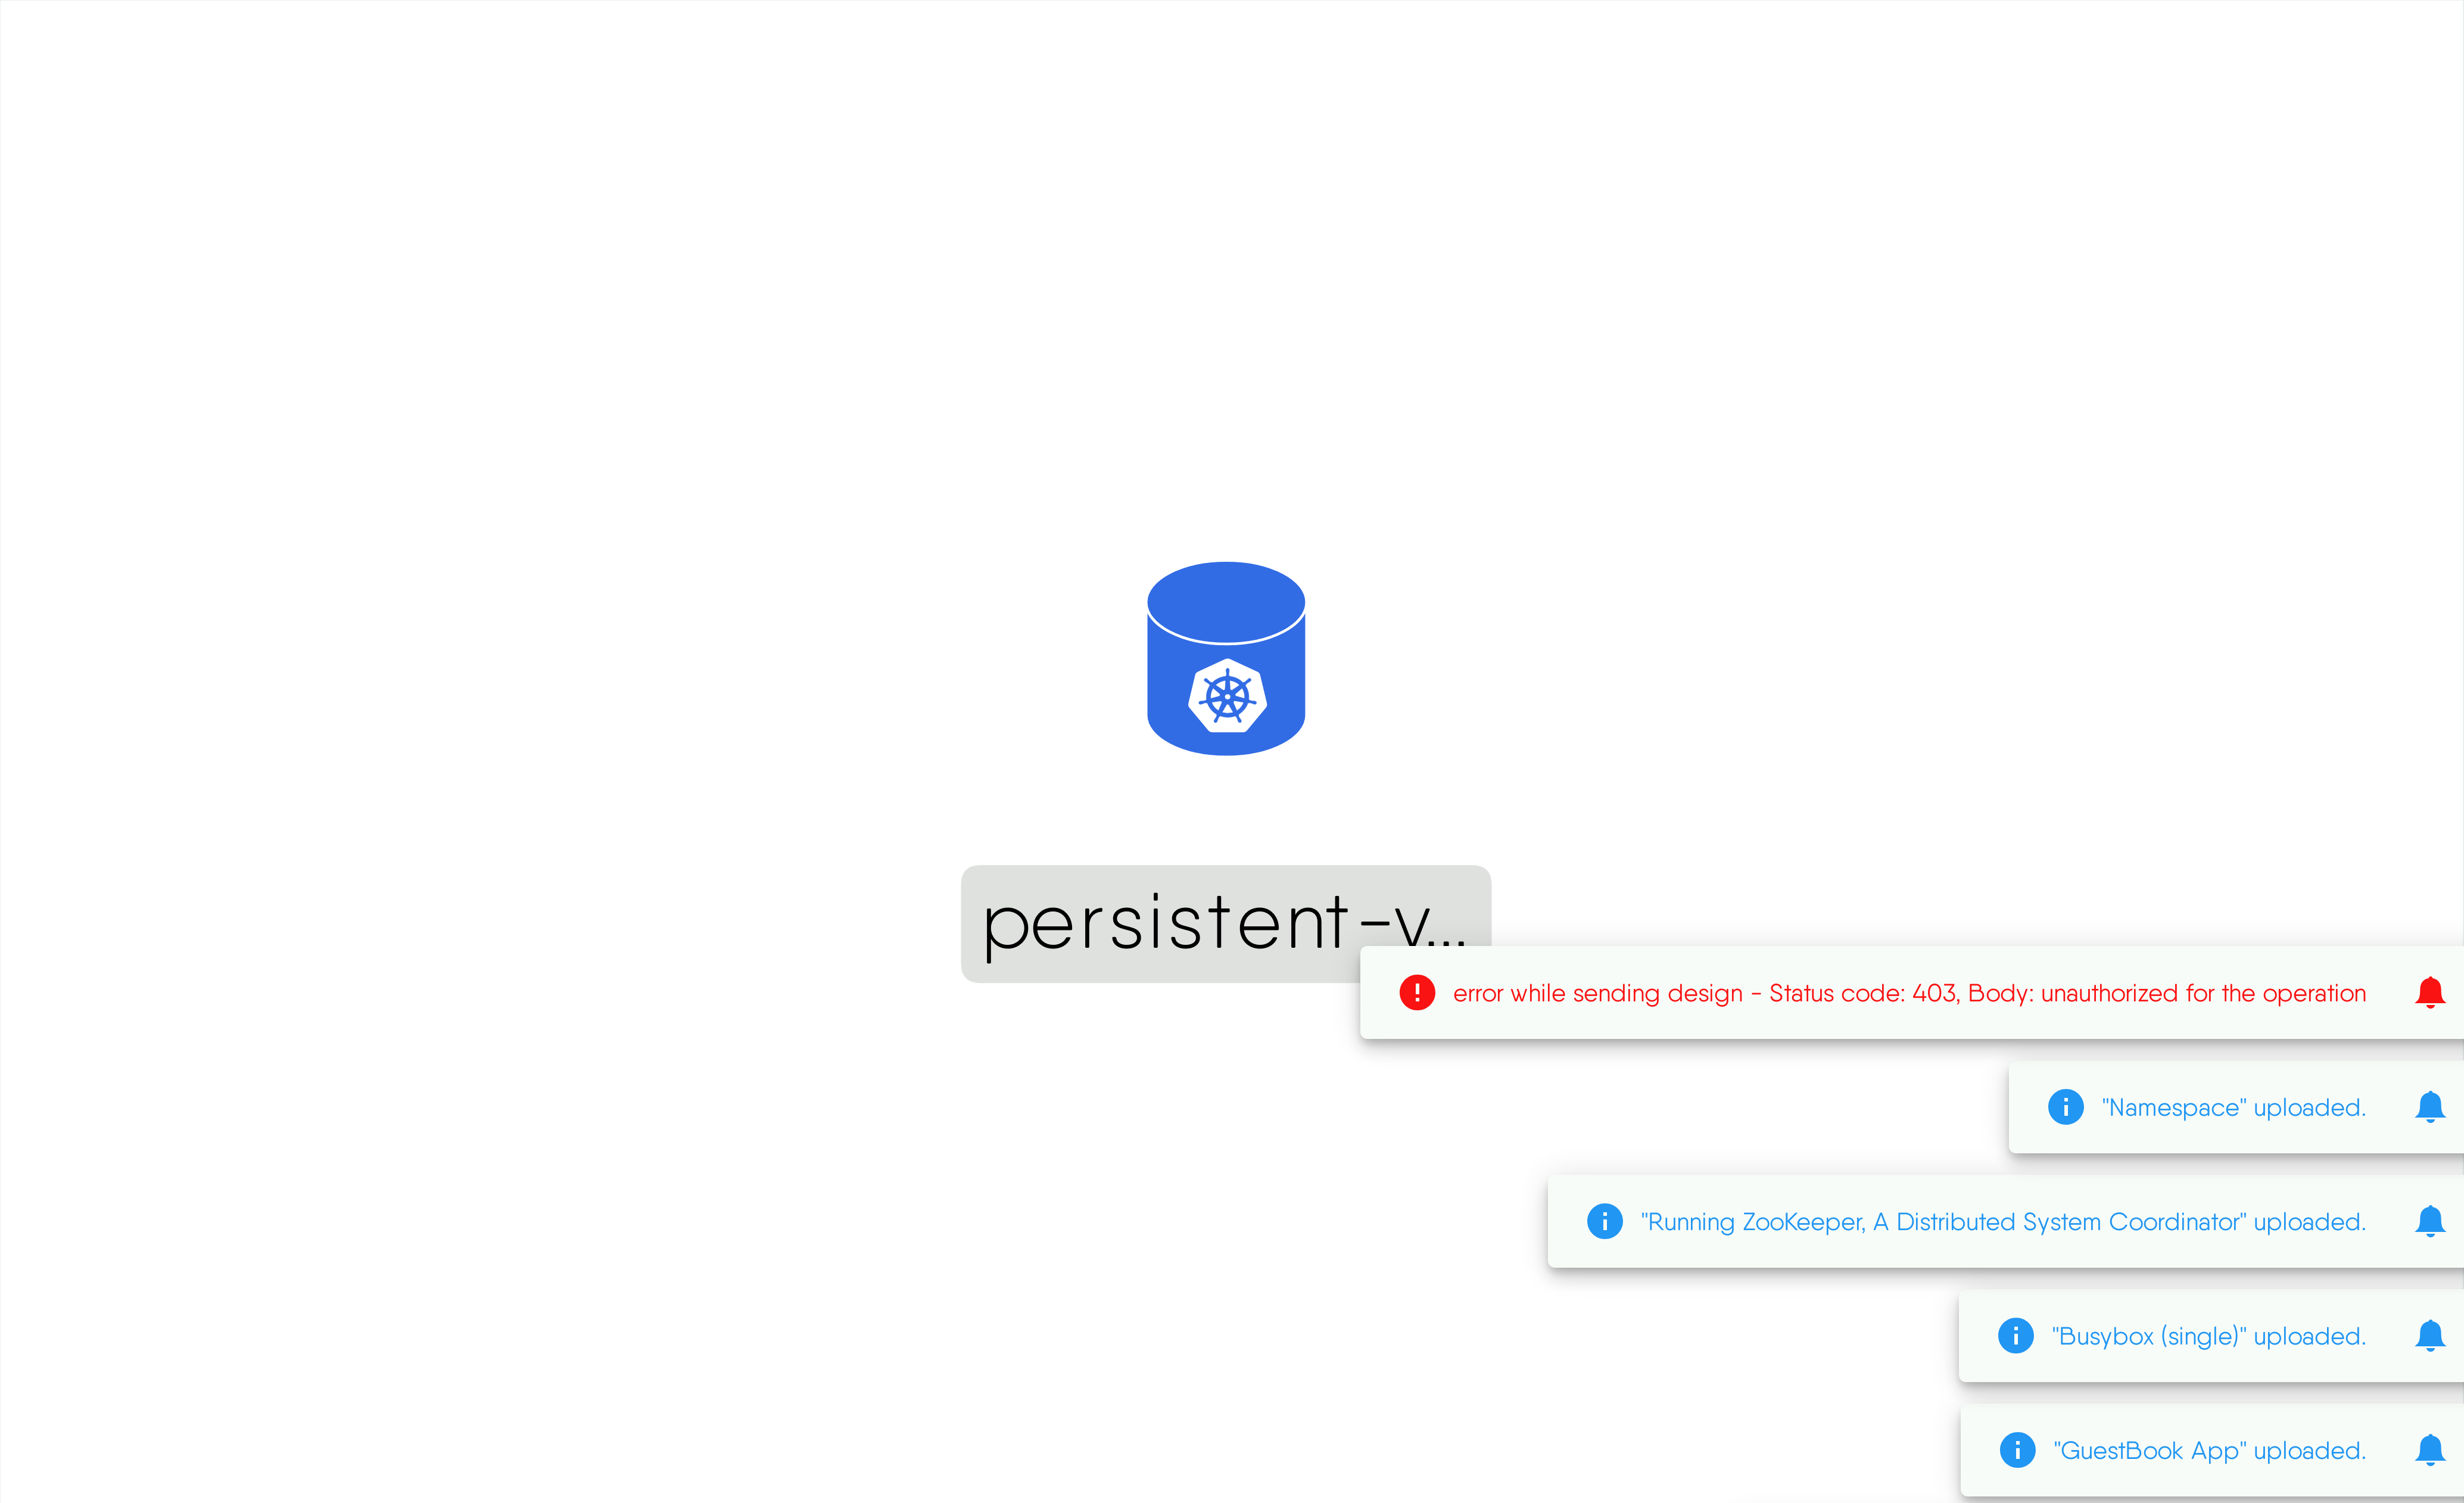 persistent-v...
error while sending design - Status code: 403, Body: unauthorized for the operation
"Namespace" uploaded.
"Running ZooKeeper, A Distributed System Coordinator" uploaded.
"Busybox (single)" uploaded.
"GuestBook App" uploaded.